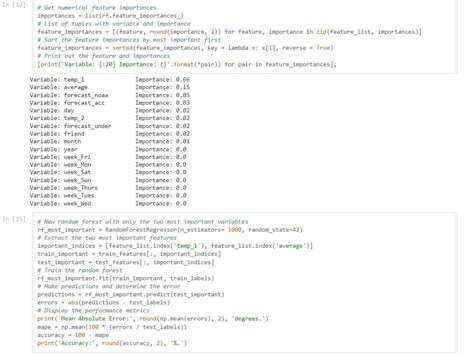 In [14]:
# Get numerical feature importances
importances = list(rf.feature_importances_)
# List of tuples with variable and importance
feature_importances = [(feature, round(importance, 2)) for feature, importance in zip(feature_list, importances)]
# Sort the feature importances by most important first
feature_importances = sorted(feature_importances, key = lambda x: x[1], reverse = True)
# Print out the feature and importances
[print('Variable: {:20} Importance: {}'.format(*pair)) for pair in feature_importances];
Variable: temp_1 Importance: 0.66
Variable: average Importance: 0.15
Variable: forecast_noaa Importance: 0.05
Variable: forecast_acc Importance: 0.03
Variable: day Importance: 0.02
Variable: temp_2 Importance: 0.02
Variable: forecast_under Importance: 0.02
Variable: friend Importance: 0.02
Variable: month Importance: 0.01
Variable: year Importance: 0.0
Variable: week_Fri Importance: 0.0
Variable: week_Mon Importance: 0.0
Variable: week_Sat Importance: 0.0
Variable: week_Sun Importance: 0.0
Variable: week_Thurs Importance: 0.0
Variable: week_Tues Importance: 0.0
Variable: week_Wed Importance: 0.0
In [15]:
# New random forest with only the two most important variables
rf_most_important = RandomForestRegressor(n_estimators= 1000, random_state=42)
# Extract the two most important features
important_indices = [feature_list.index('temp_1'), feature_list.index('average')]
train_important = train_features[:, important_indices]
test_important = test_features[:, important_indices]
# Train the random forest
rf_most_important.fit(train_important, train_labels)
# Make predictions and determine the error
predictions = rf_most_important.predict(test_important)
errors = abs(predictions - test_labels)
# Display the performance metrics
print('Mean Absolute Error:', round(np.mean(errors), 2), 'degrees.')
mape = np.mean(100 * (errors / test_labels))
accuracy = 100 - mape
print('Accuracy:', round(accuracy, 2), '%.')